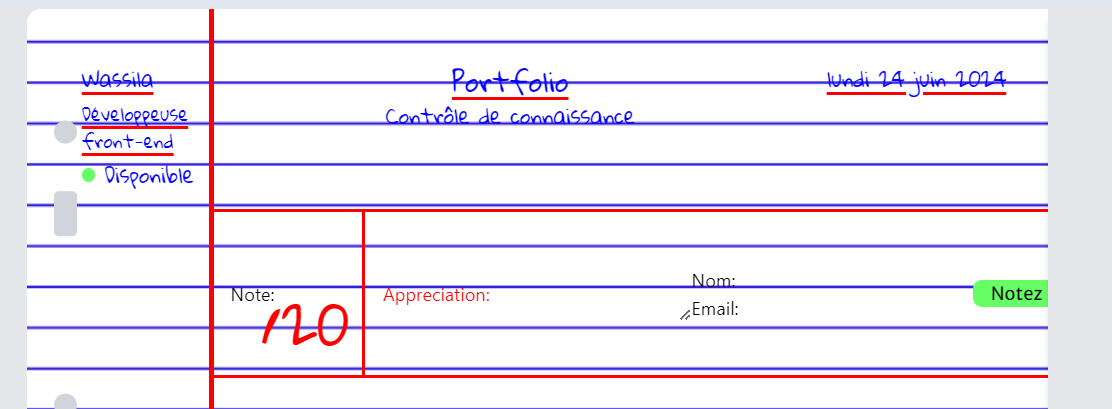 Wassila
Portfolio
lundi 24 juin 2024
Développeuse
front-end
Contrôle de connaissance
Disponible
Note:
/20
Appreciation:
Nom:
Email:
Notez